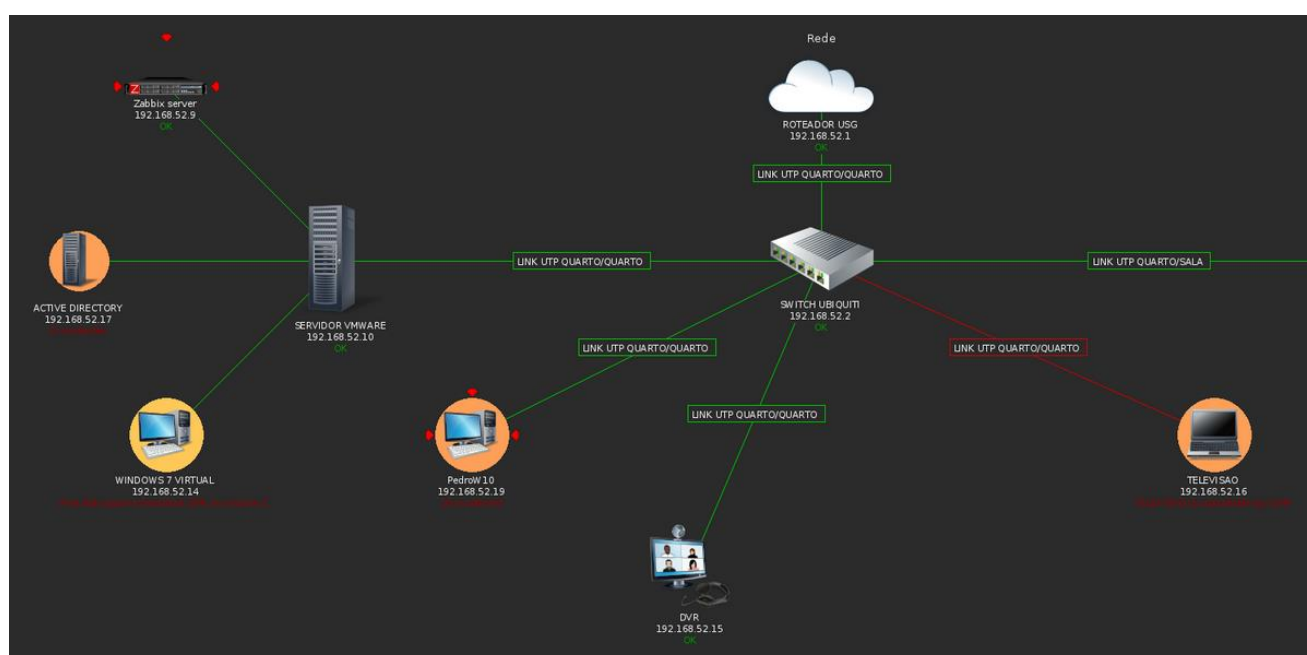 Rede
Z
Zabbix server
192.168.52.9
OK
ROTEADOR USG
192.168.52.1
OK
LINK UTP QUARTO/QUARTO
LINK UTP QUARTO/QUARTO
LINK UTP QUARTO/SALA
ACTIVE DIRECTORY
192.168.52.17
SERVIDOR VMWARE
192.168.52.10
OK
SWITCH UBIQUITI
192.168.52.2
OK
LINK UTP QUARTO/QUARTO
LINK UTP QUARTO/QUARTO
LINK UTP QUARTO/QUARTO
WINDOWS 7 VIRTUAL
192.168.52.14
PedroW10
192.168.52.19
TELEVISAO
192.168.52.16
DVR
192.168.52.15
OK